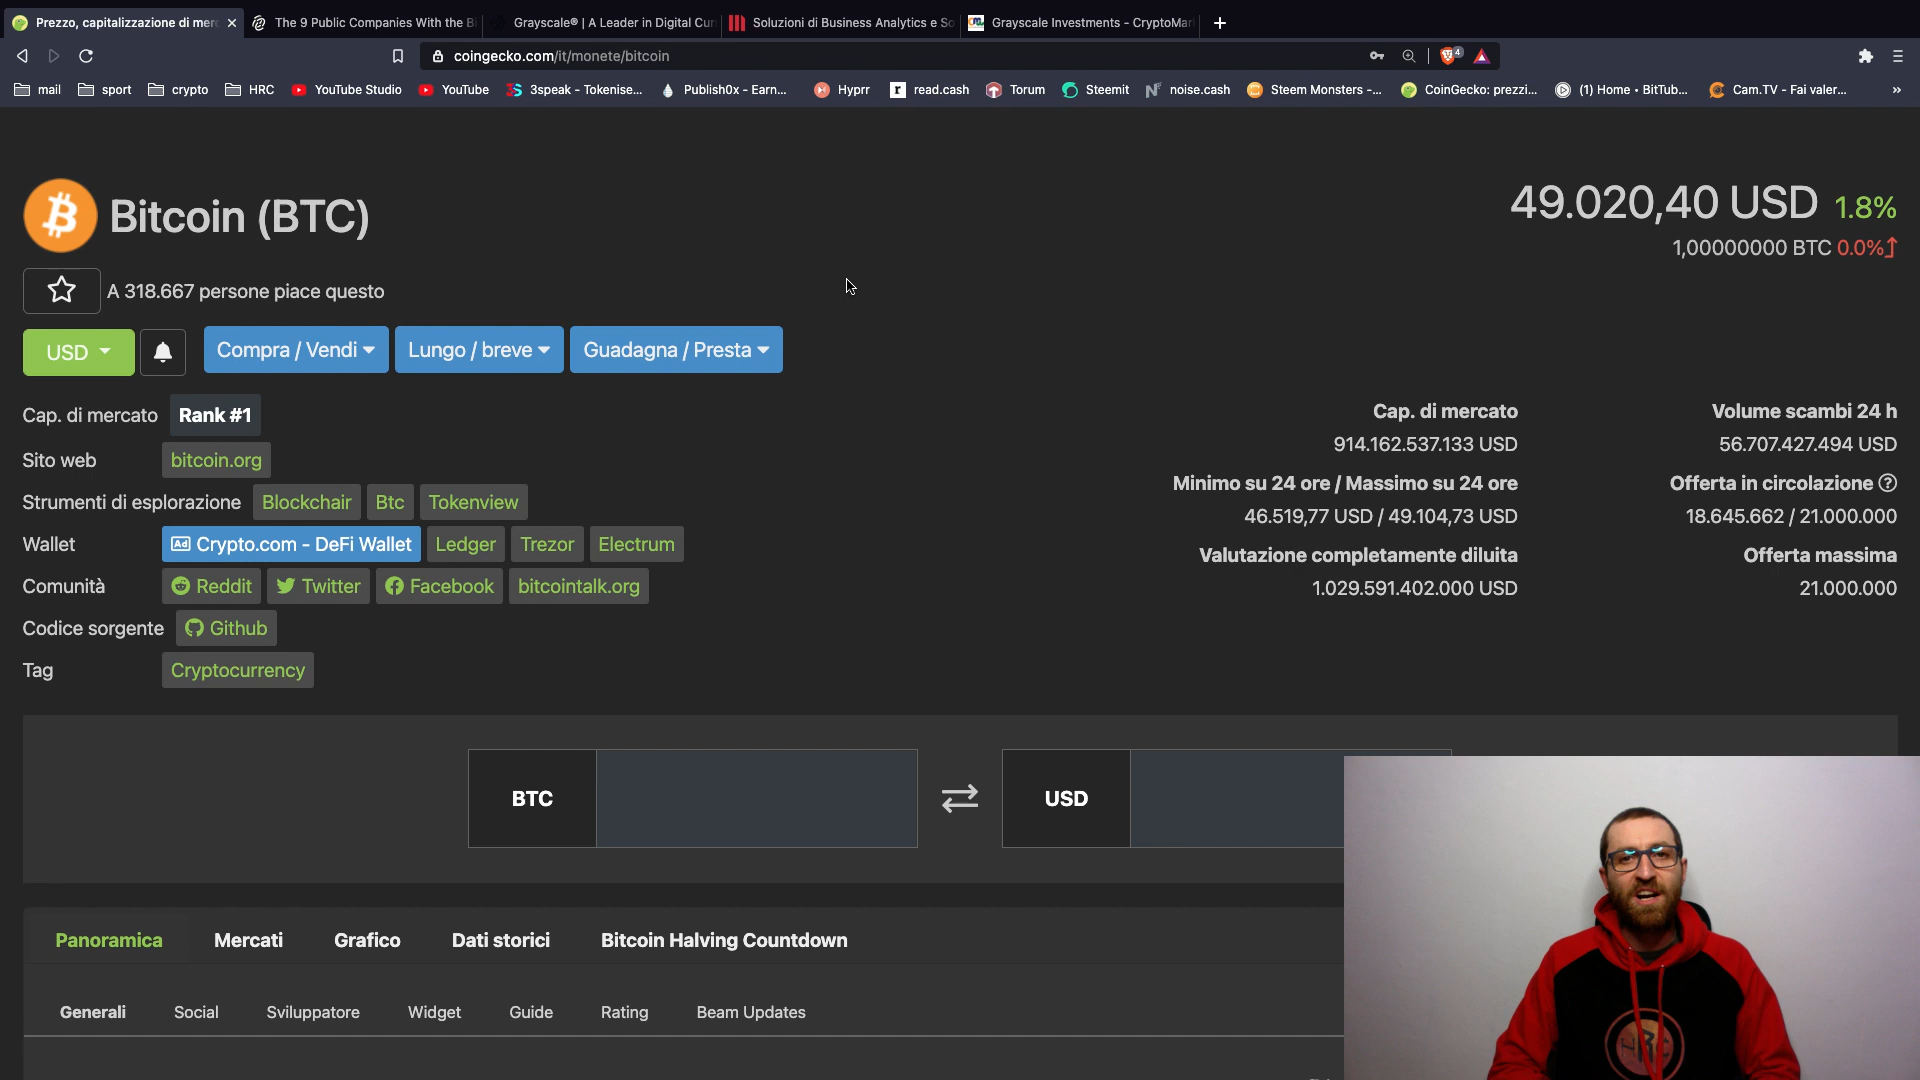 Prezzo, capitalizzazione di mer
The 9 Public Companies With the Bi
Grayscale® | A Leader in Digital Cur
Soluzioni di Business Analytics e So
Grayscale Investments - CryptoMar
coingecko.com/it/monete/bitcoin
4
mail
sport
crypto
HRC
YouTube Studio
YouTube
3speak - Tokenise...
Publish0x - Earn...
Hyprr
read.cash
Torum
Steemit
noise.cash
Steem Monsters -...
CoinGecko: prezzi...
(1) Home • BitTub...
Cam.TV - Fai valer...
»
Bitcoin (BTC)
49.020,40 USD 1.8%
1,00000000 BTC 0.0%
A 318.667 persone piace questo
USD
Compra / Vendi
Lungo / breve
Guadagna / Presta
Cap. di mercato Rank #1
Sito web bitcoin.org
Strumenti di esplorazione Blockchair Btc Tokenview
Wallet Ad Crypto.com - DeFi Wallet Ledger Trezor Electrum
Comunità Reddit Twitter Facebook bitcointalk.org
Codice sorgente Github
Tag Cryptocurrency
Cap. di mercato
914.162.537.133 USD
Minimo su 24 ore / Massimo su 24 ore
46.519,77 USD / 49.104,73 USD
Valutazione completamente diluita
1.029.591.402.000 USD
Volume scambi 24 h
56.707.427.494 USD
Offerta in circolazione
18.645.662 / 21.000.000
Offerta massima
21.000.000
BTC
USD
Panoramica Mercati Grafico Dati storici Bitcoin Halving Countdown
Generali Social Sviluppatore Widget Guide Rating Beam Updates